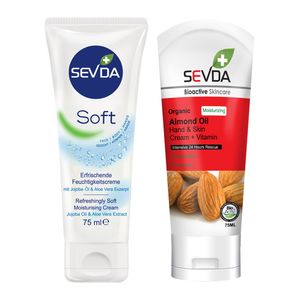 SEVDA
Soft
Erfrischende
Feuchtigkeitscreme
mit Jojoba Öl & Aloe Vera Exzerpt
Refreshingly Soft
Moisturising Cream
Jojoba Oil & Aloe Vera Extract
75 ml e
SEVDA
Bioactive Skincare
Organic
Moisturizing
Almond Oil
Hand & Skin
Cream + Vitamin
Intensive 24 Hours Rescue
75ML